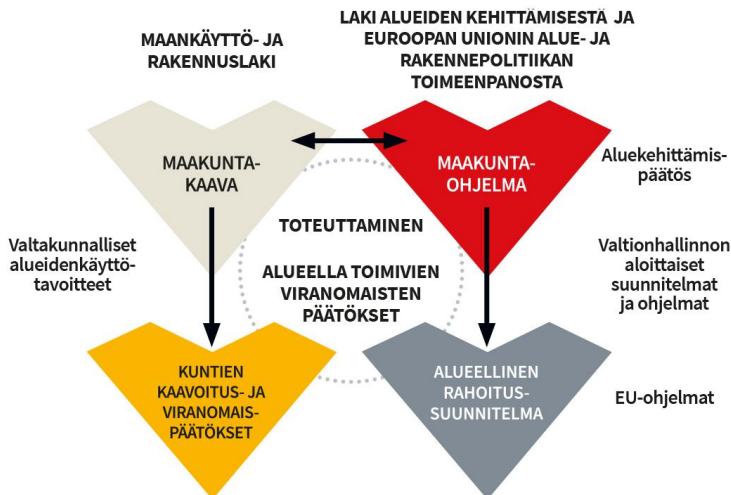 MAANKÄYTTÖ- JA
RAKENNUSLAKI
LAKI ALUEIDEN KEHITTÄMISESTÄ JA
EUROOPAN UNIONIN ALUE- JA
RAKENNEPOLITIIKAN
TOIMEENPANOSTA
MAAKUNTA-
KAAVA
MAAKUNTA-
OHJELMA
Aluekehittämis-
päätös
Valtakunnalliset
alueidenkäyttö-
tavoitteet
TOTEUTTAMINEN
ALUEELLA TOIMIVIEN
VIRANOMAISTEN
PÄÄTÖKSET
Valtionhallinnon
aloittaiset
suunnitelmat
ja ohjelmat
KUNTIEN
KAAVOITUS- JA
VIRANOMAIS-
PÄÄTÖKSET
ALUEELLINEN
RAHOITUS-
SUUNNITELMA
EU-ohjelmat